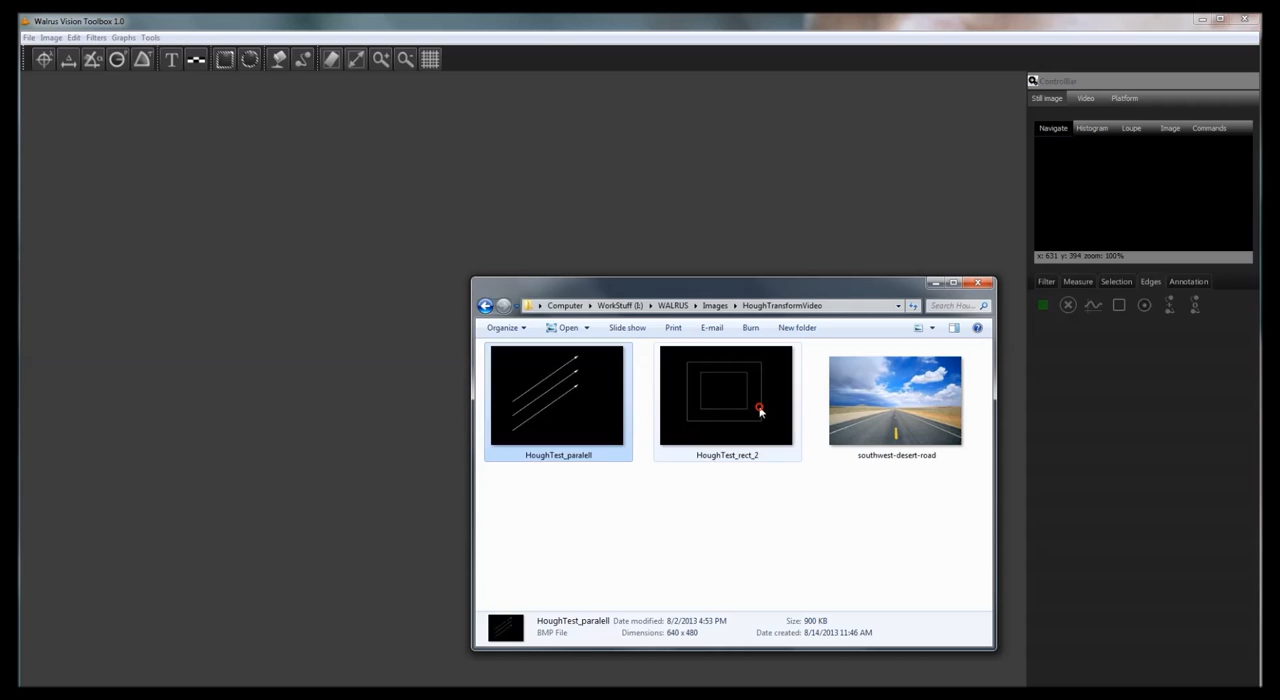 Walrus Vision Toolbox 1.0
File Image Edit Filters Graphs Tools
T
ControlBar
Still image Video Platform
Navigate Histogram Loupe Image Commands
x: 631 y: 394 zoom: 100%
Filter Measure Selection Edges Annotation
Computer WorkStuff (I:) WALRUS Images HoughTransformVideo Search Hou...
Organize Open Slide show Print E-mail Burn New folder
HoughTest_paralell HoughTest_rect_2 southwest-desert-road
HoughTest_paralell Date modified: 8/2/2013 4:53 PM Size: 900 KB
BMP File Dimensions: 640 x 480 Date created: 8/14/2013 11:46 AM